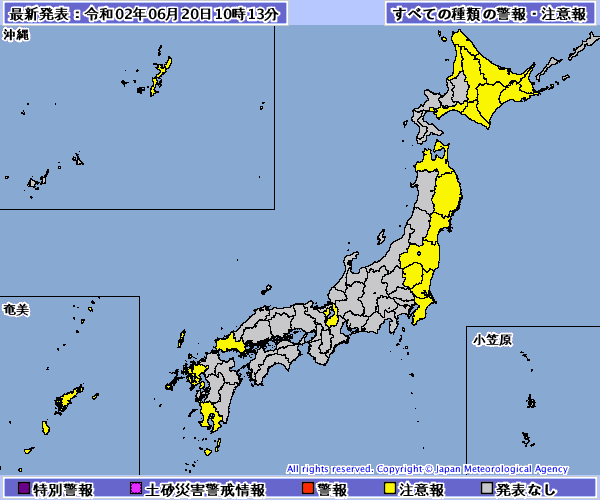 最新発表：令和02年06月20日10時13分
すべての種類の警報・注意報
沖縄
奄美
小笠原
All rights reserved. Copyright © Japan Meteorological Agency
特別警報 土砂災害警戒情報 警報 注意報 発表なし